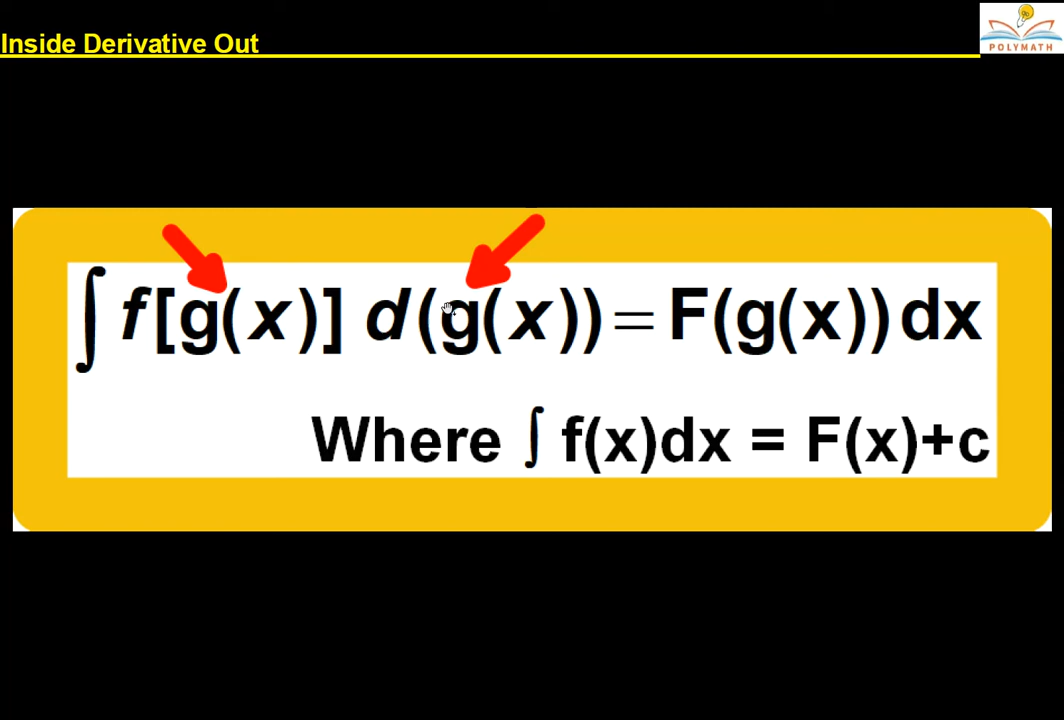 Inside Derivative Out
POLYMATH
∫ f[g(x)] d(g(x)) = F(g(x))dx
Where ∫ f(x)dx = F(x)+c